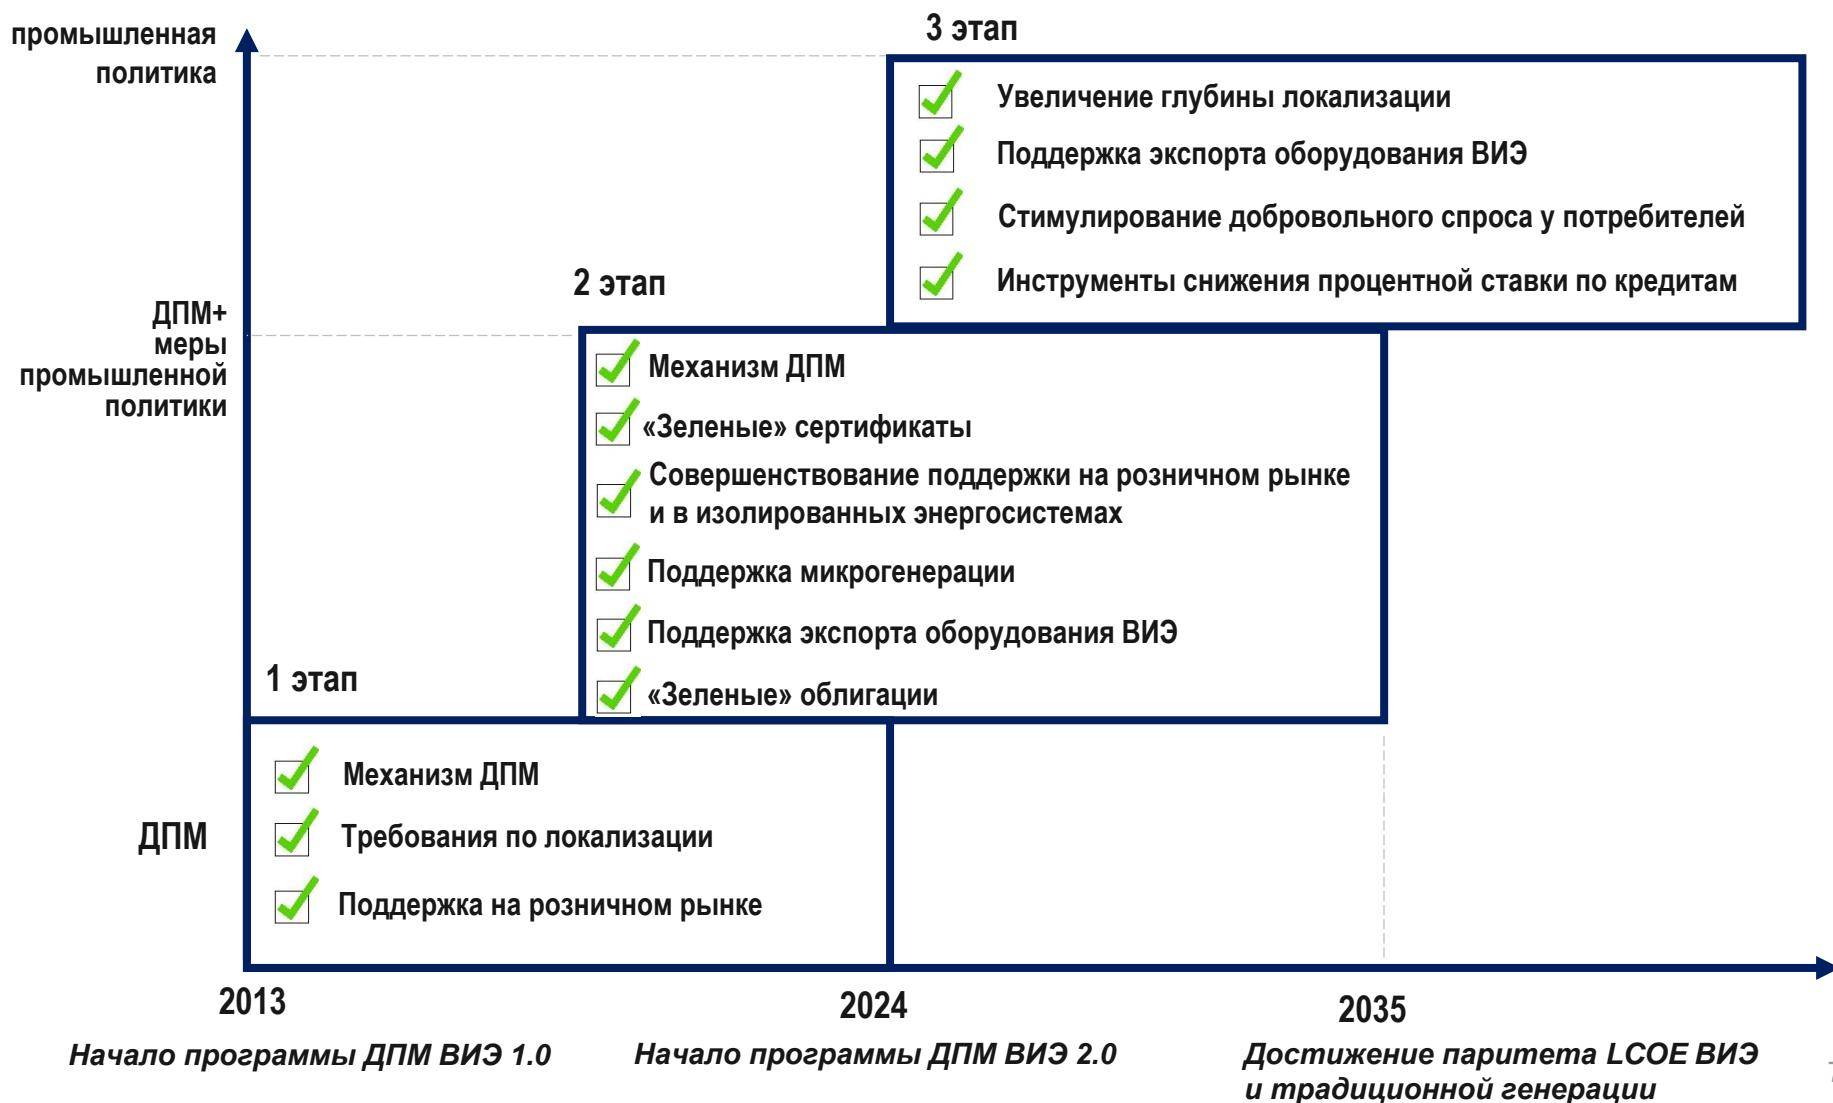 промышленная
политика
3 этап
Увеличение глубины локализации
Поддержка экспорта оборудования ВИЭ
Стимулирование добровольного спроса у потребителей
Инструменты снижения процентной ставки по кредитам
2 этап
ДПМ+
меры
промышленной
политики
Механизм ДПМ
«Зеленые» сертификаты
Совершенствование поддержки на розничном рынке
и в изолированных энергосистемах
Поддержка микрогенерации
Поддержка экспорта оборудования ВИЭ
«Зеленые» облигации
1 этап
ДПМ
Механизм ДПМ
Требования по локализации
Поддержка на розничном рынке
2013
2024
2035
Начало программы ДПМ ВИЭ 1.0
Начало программы ДПМ ВИЭ 2.0
Достижение паритета LCOE ВИЭ
и традиционной генерации